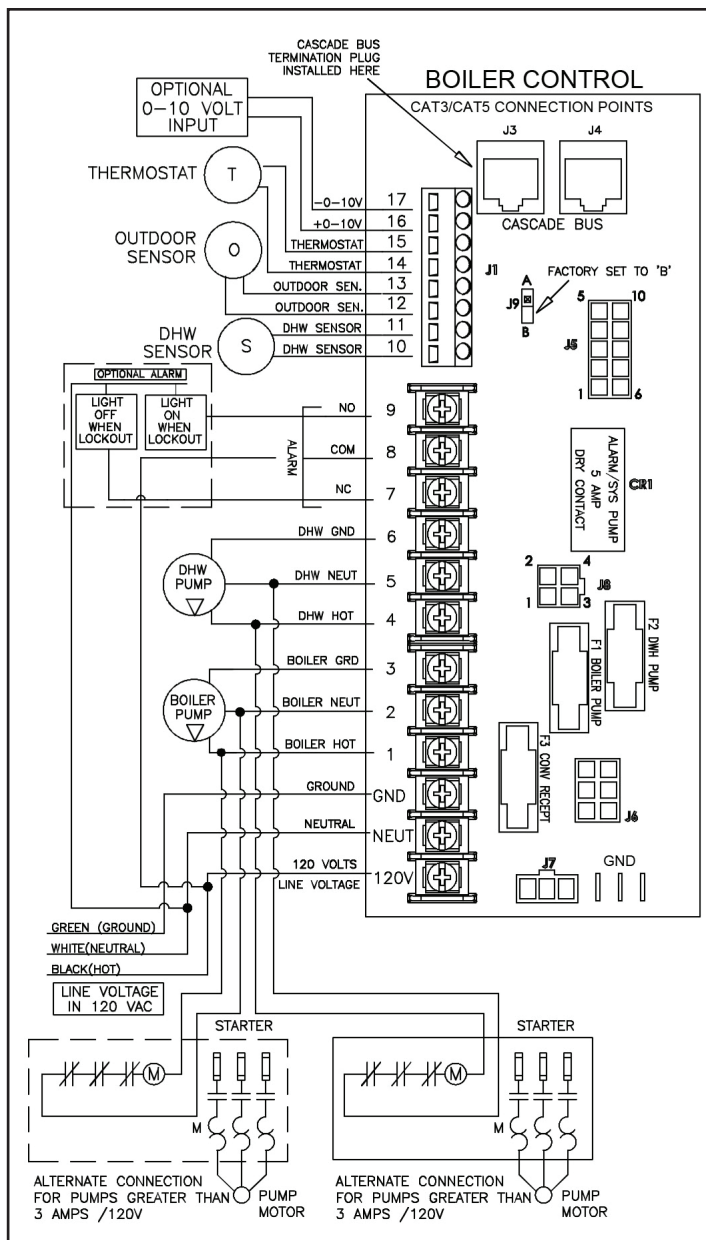 CASCADE BUS
TERMINATION PLUG
INSTALLED HERE
BOILER CONTROL
CAT3/CAT5 CONNECTION POINTS
J3
J4
CASCADE BUS
OPTIONAL
0-10 VOLT
INPUT
THERMOSTAT
T
OUTDOOR
SENSOR
O
DHW
SENSOR
S
-0-10V 17
+0-10V 16
THERMOSTAT 15
THERMOSTAT 14
OUTDOOR SEN. 13
OUTDOOR SEN. 12
DHW SENSOR 11
DHW SENSOR 10
J1
A
J9
B
FACTORY SET TO 'B'
5 10
J5
1 6
OPTIONAL ALARM
LIGHT
OFF
WHEN
LOCKOUT
LIGHT
ON
WHEN
LOCKOUT
ALARM
NO 9
COM 8
NC 7
DHW GND 6
DHW NEUT 5
DHW HOT 4
BOILER GRD 3
BOILER NEUT 2
BOILER HOT 1
GROUND GND
NEUTRAL NEUT
120 VOLTS 120V
LINE VOLTAGE
DHW
PUMP
BOILER
PUMP
ALARM/SYS PUMP
5 AMP
DRY CONTACT
CR1
2 4
J8
1 3
F2 DWH PUMP
F1 BOILER PUMP
F3 CONV RECEPT
J6
J7
GND
GREEN (GROUND)
WHITE(NEUTRAL)
BLACK(HOT)
LINE VOLTAGE
IN 120 VAC
STARTER
M
M
ALTERNATE CONNECTION
FOR PUMPS GREATER THAN
3 AMPS /120V
PUMP
MOTOR
STARTER
M
M
ALTERNATE CONNECTION
FOR PUMPS GREATER THAN
3 AMPS /120V
PUMP
MOTOR